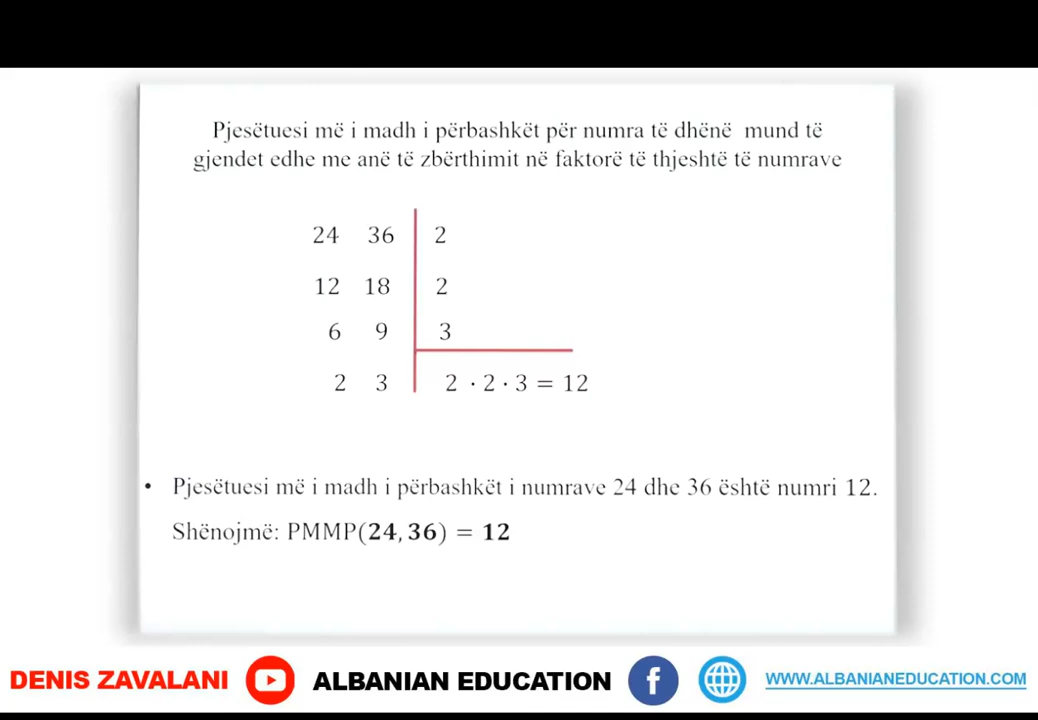 Pjesëtuesi më i madh i përbashkët për numra të dhënë mund të
gjendet edhe me anë të zbërthimit në faktorë të thjeshtë të numrave
24 36 2
12 18 2
6 9 3
2 3 2 · 2 · 3 = 12
• Pjesëtuesi më i madh i përbashkët i numrave 24 dhe 36 është numri 12.
Shënojmë: PMMP(24, 36) = 12
DENIS ZAVALANI ALBANIAN EDUCATION f WWW.ALBANIANEDUCATION.COM